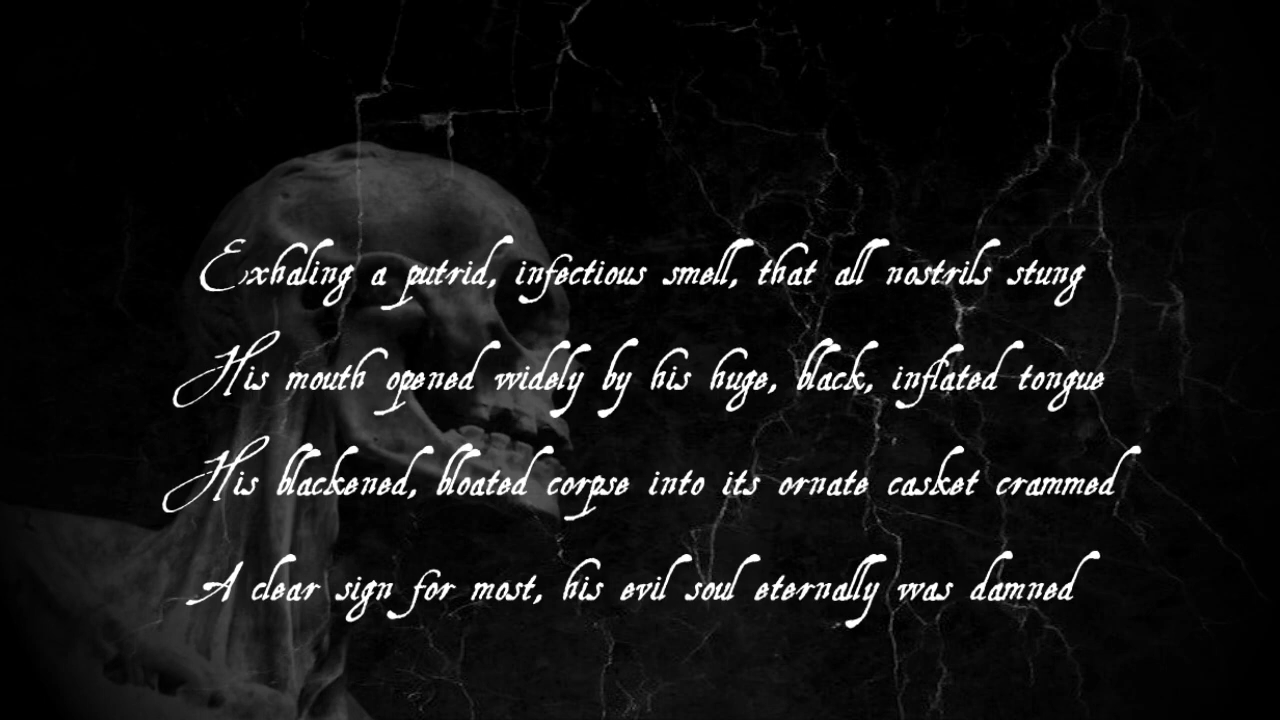 Exhaling a putrid, infectious smell, that all nostrils stung
His mouth opened widely by his huge, black, inflated tongue
His blackened, bloated corpse into its ornate casket crammed
A clear sign for most, his evil soul eternally was damned